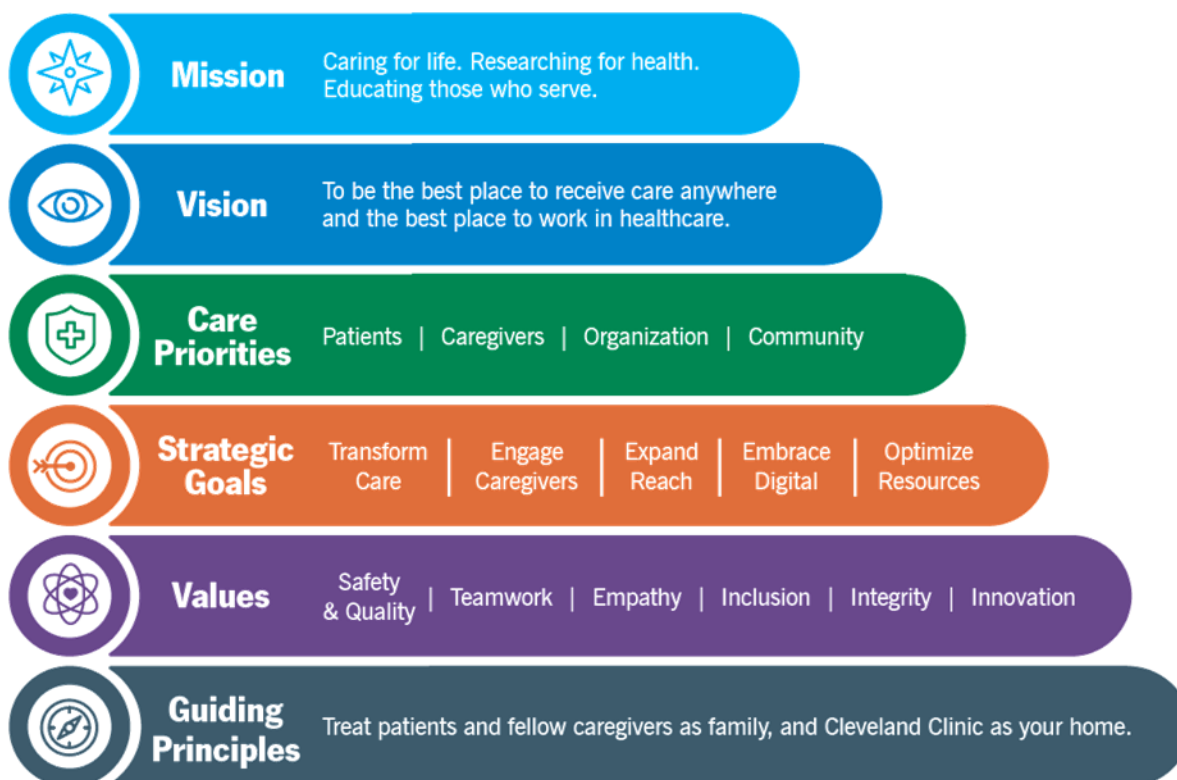 Mission
Caring for life. Researching for health.
Educating those who serve.
Vision
To be the best place to receive care anywhere
and the best place to work in healthcare.
Care
Priorities
Patients | Caregivers | Organization | Community
Strategic
Goals
Transform | Engage | Expand | Embrace | Optimize
Care | Caregivers | Reach | Digital | Resources
Values
Safety
& Quality | Teamwork | Empathy | Inclusion | Integrity | Innovation
Guiding
Principles
Treat patients and fellow caregivers as family, and Cleveland Clinic as your home.